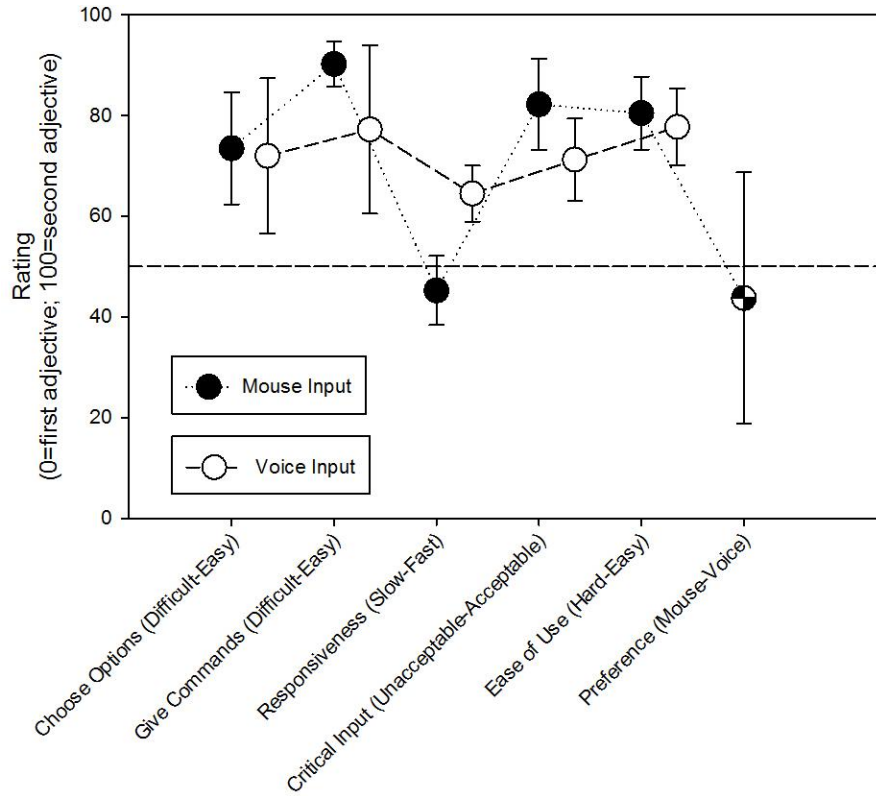 Rating
(0=first adjective; 100=second adjective)
100
80
60
40
20
0
Mouse Input
Voice Input
Choose Options (Difficult-Easy)
Give Commands (Difficult-Easy)
Responsiveness (Slow-Fast)
Critical Input (Unacceptable-Acceptable)
Ease of Use (Hard-Easy)
Preference (Mouse-Voice)